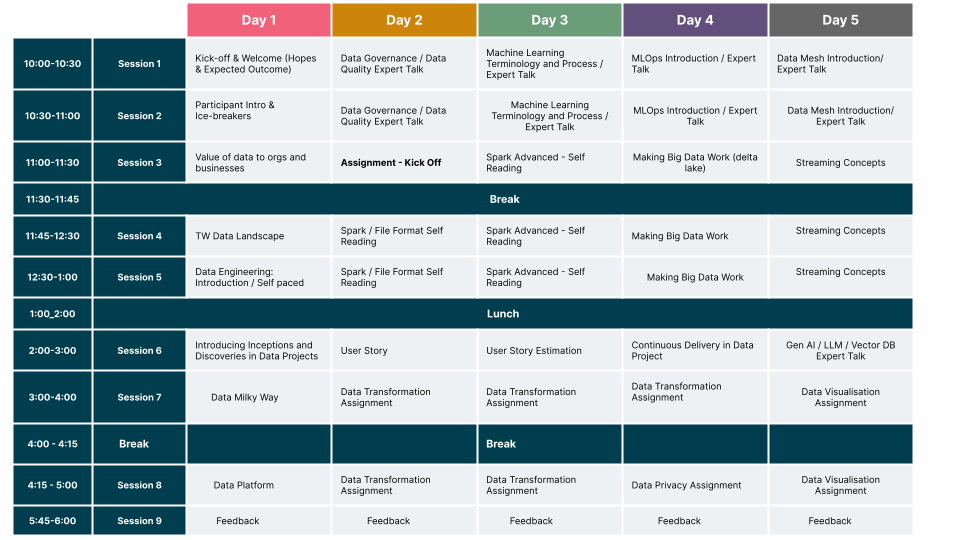 Day 1
Day 2
Day 3
Day 4
Day 5
10:00-10:30
Session 1
Kick-off & Welcome (Hopes
& Expected Outcome)
Data Governance / Data
Quality Expert Talk
Machine Learning
Terminology and Process /
Expert Talk
MLOps Introduction / Expert
Talk
Data Mesh Introduction/
Expert Talk
10:30-11:00
Session 2
Participant Intro &
Ice-breakers
Data Governance / Data
Quality Expert Talk
Machine Learning
Terminology and Process /
Expert Talk
MLOps Introduction / Expert
Talk
Data Mesh Introduction/
Expert Talk
11:00-11:30
Session 3
Value of data to orgs and
businesses
Assignment - Kick Off
Spark Advanced - Self
Reading
Making Big Data Work (delta
lake)
Streaming Concepts
11:30-11:45
Break
11:45-12:30
Session 4
TW Data Landscape
Spark / File Format Self
Reading
Spark Advanced - Self
Reading
Making Big Data Work
Streaming Concepts
12:30-1:00
Session 5
Data Engineering:
Introduction / Self paced
Spark / File Format Self
Reading
Spark Advanced - Self
Reading
Making Big Data Work
Streaming Concepts
1:00_2:00
Lunch
2:00-3:00
Session 6
Introducing Inceptions and
Discoveries in Data Projects
User Story
User Story Estimation
Continuous Delivery in Data
Project
Gen AI / LLM / Vector DB
Expert Talk
3:00-4:00
Session 7
Data Milky Way
Data Transformation
Assignment
Data Transformation
Assignment
Data Transformation
Assignment
Data Visualisation
Assignment
4:00 - 4:15
Break
Break
4:15 - 5:00
Session 8
Data Platform
Data Transformation
Assignment
Data Transformation
Assignment
Data Privacy Assignment
Data Visualisation
Assignment
5:45-6:00
Session 9
Feedback
Feedback
Feedback
Feedback
Feedback